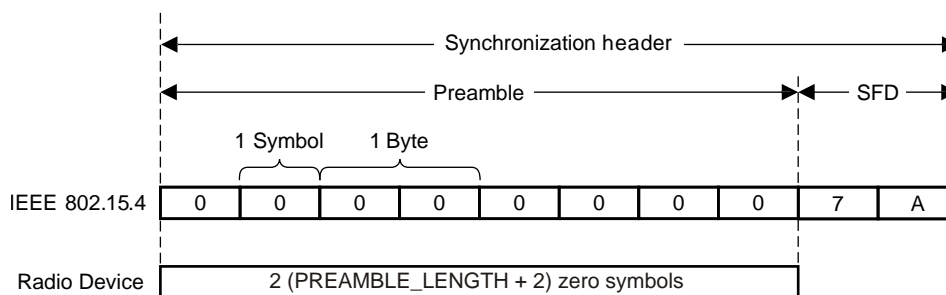 Synchronization header
Preamble SFD
1 Symbol 1 Byte
IEEE 802.15.4 0 0 0 0 0 0 0 0 7 A
Radio Device 2 (PREAMBLE_LENGTH + 2) zero symbols